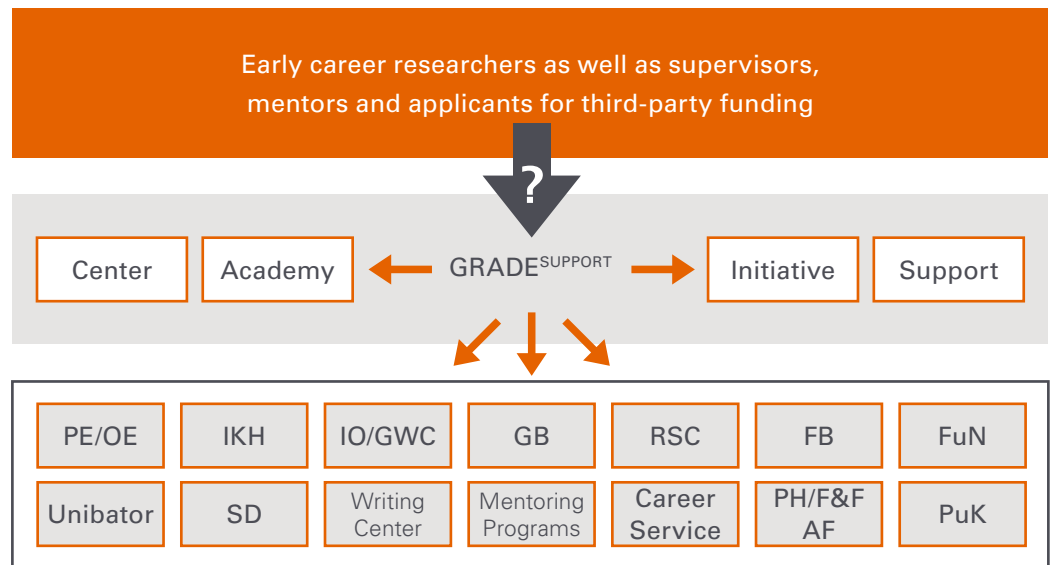 Early career researchers as well as supervisors,
mentors and applicants for third-party funding
?
Center
Academy
GRADE^SUPPORT
Initiative
Support
PE/OE
IKH
IO/GWC
GB
RSC
FB
FuN
Unibator
SD
Writing
Center
Mentoring
Programs
Career
Service
PH/F&F
AF
PuK